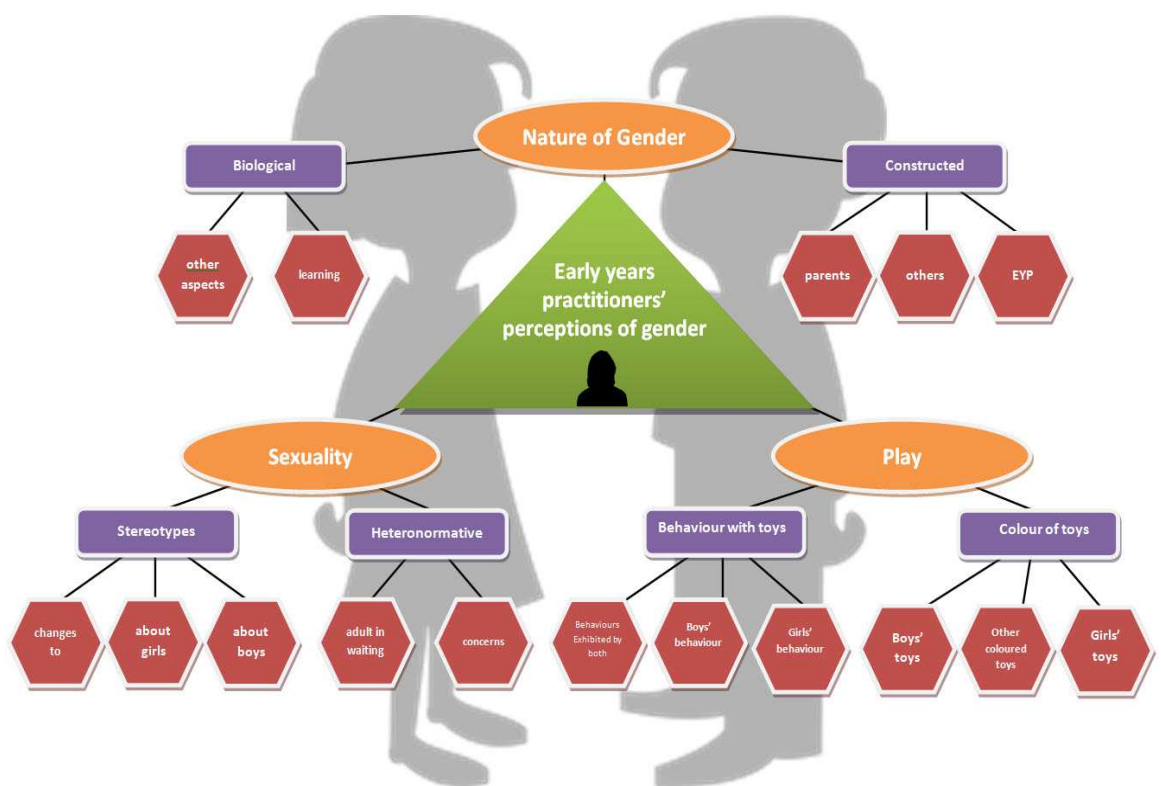 Nature of Gender
Biological
Constructed
other
aspects
learning
parents
others
EYP
Early years
practitioners’
perceptions of gender
Sexuality
Play
Stereotypes
Heteronormative
Behaviour with toys
Colour of toys
changes
to
about
girls
about
boys
adult in
waiting
concerns
Behaviours
Exhibited by
both
Boys’
behaviour
Girls’
behaviour
Boys’
toys
Other
coloured
toys
Girls’
toys